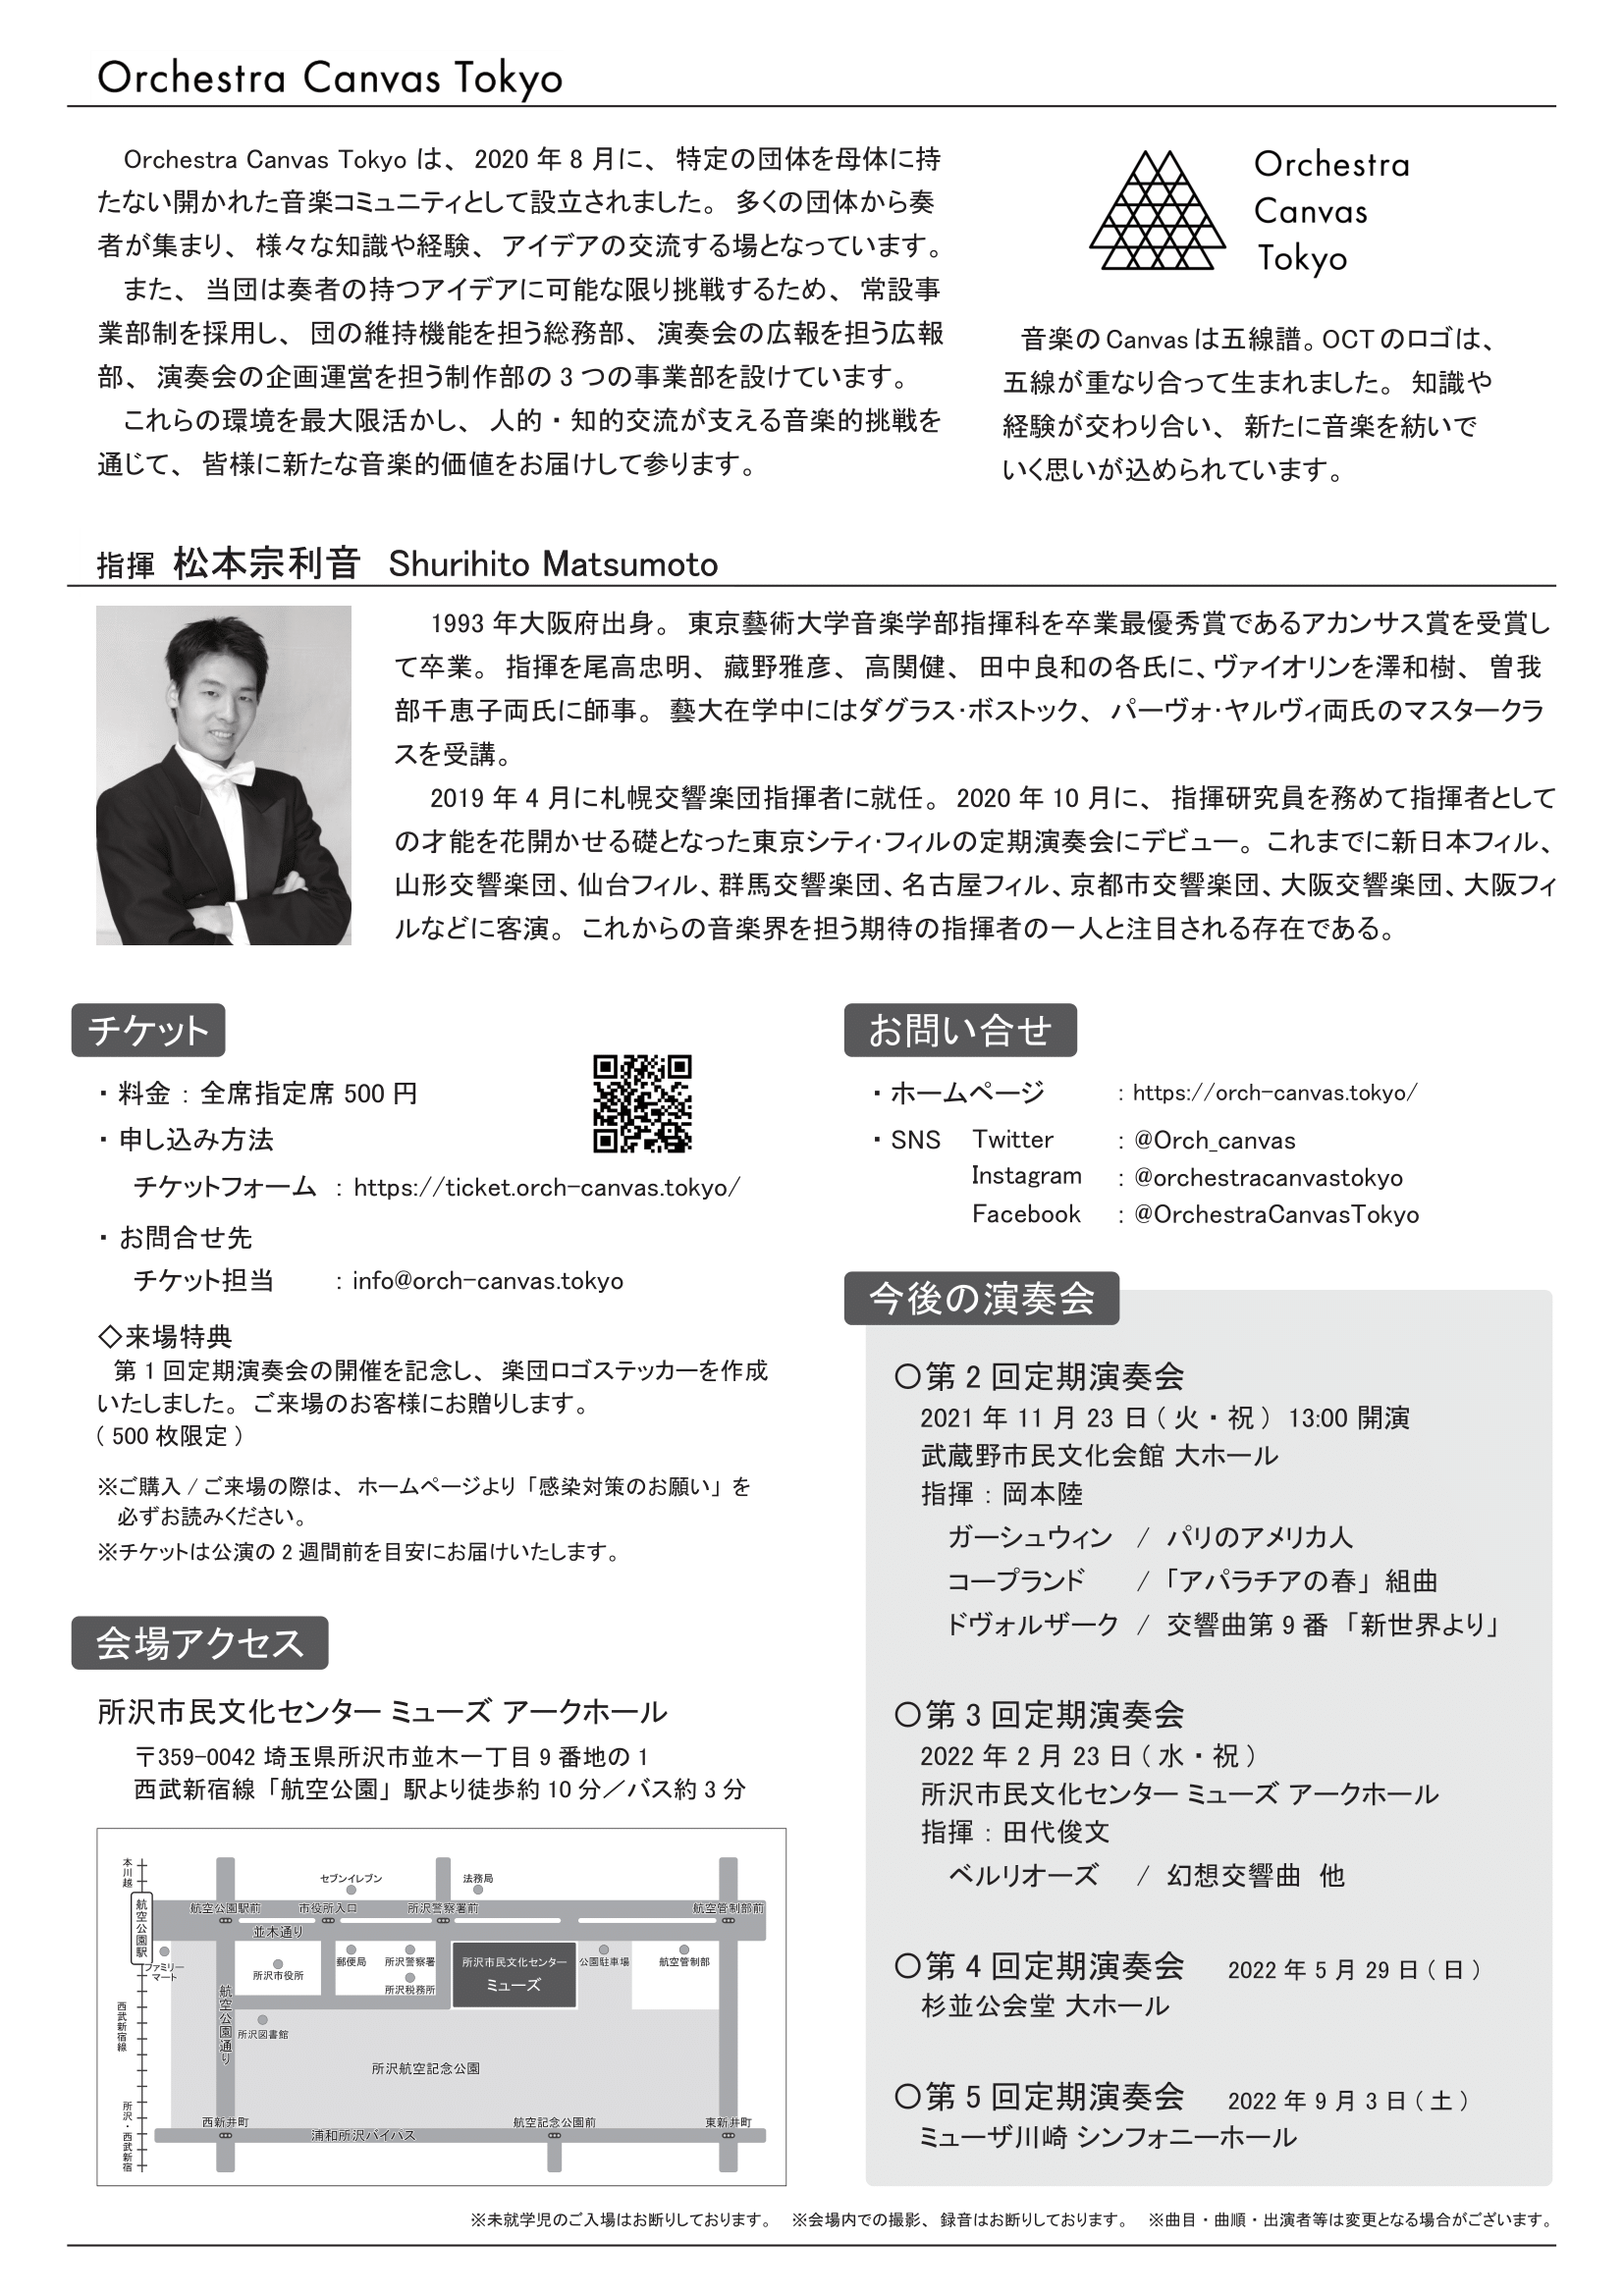 Orchestra Canvas Tokyo
Orchestra Canvas Tokyo は、2020 年 8 月に、特定の団体を母体に持
たない開かれた音楽コミュニティとして設立されました。多くの団体から奏
者が集まり、様々な知識や経験、アイデアの交流する場となっています。
また、当団は奏者の持つアイデアに可能な限り挑戦するため、常設事
業部制を採用し、団の維持機能を担う総務部、演奏会の広報を担う広報
部、演奏会の企画運営を担う制作部の 3 つの事業部を設けています。
これらの環境を最大限活かし、人的・知的交流が支える音楽的挑戦を
通じて、皆様に新たな音楽的価値をお届けして参ります。
Orchestra
Canvas
Tokyo
音楽の Canvas は五線譜。OCT のロゴは、
五線が重なり合って生まれました。知識や
経験が交わり合い、新たに音楽を紡いで
いく思いが込められています。
指揮 松本宗利音 Shurihito Matsumoto
1993 年大阪府出身。東京藝術大学音楽学部指揮科を卒業最優秀賞であるアカンサス賞を受賞し
て卒業。指揮を尾高忠明、藏野雅彦、高関健、田中良和の各氏に、ヴァイオリンを澤和樹、曽我
部千恵子両氏に師事。藝大在学中にはダグラス・ボストック、パーヴォ・ヤルヴィ両氏のマスタークラ
スを受講。
2019 年 4 月に札幌交響楽団指揮者に就任。2020 年 10 月に、指揮研究員を務めて指揮者として
の才能を花開かせる礎となった東京シティ・フィルの定期演奏会にデビュー。これまでに新日本フィル、
山形交響楽団、仙台フィル、群馬交響楽団、名古屋フィル、京都市交響楽団、大阪交響楽団、大阪フィ
ルなどに客演。これからの音楽界を担う期待の指揮者の一人と注目される存在である。
チケット
・料金：全席指定席 500 円
・申し込み方法
チケットフォーム ：https://ticket.orch-canvas.tokyo/
・お問合せ先
チケット担当 ：info@orch-canvas.tokyo
◇来場特典
第 1 回定期演奏会の開催を記念し、楽団ロゴステッカーを作成
いたしました。ご来場のお客様にお贈りします。
（500 枚限定）
※ご購入 / ご来場の際は、ホームページより「感染対策のお願い」を
必ずお読みください。
※チケットは公演の 2 週間前を目安にお届けいたします。
会場アクセス
所沢市民文化センター ミューズ アークホール
〒359-0042 埼玉県所沢市並木一丁目 9 番地の 1
西武新宿線「航空公園」駅より徒歩約 10 分／バス約 3 分
本川越
航空公園駅
西武新宿線
所沢・西武新宿
セブンイレブン
法務局
航空公園駅前
市役所入口
所沢警察署前
航空管制部前
並木通り
ファミリー
マート
所沢市役所
郵便局
所沢警察署
所沢税務所
所沢市民文化センター
ミューズ
公園駐車場
航空管制部
航空公園通り
所沢図書館
所沢航空記念公園
西新井町
航空記念公園前
東新井町
浦和所沢バイパス
お問い合せ
・ホームページ ：https://orch-canvas.tokyo/
・SNS Twitter ：@Orch_canvas
Instagram ：@orchestracanvastokyo
Facebook ：@OrchestraCanvasTokyo
今後の演奏会
○第 2 回定期演奏会
2021 年 11 月 23 日（火・祝）13:00 開演
武蔵野市民文化会館 大ホール
指揮：岡本陸
ガーシュウィン / パリのアメリカ人
コープランド / 「アパラチアの春」組曲
ドヴォルザーク / 交響曲第 9 番「新世界より」
○第 3 回定期演奏会
2022 年 2 月 23 日（水・祝）
所沢市民文化センター ミューズ アークホール
指揮：田代俊文
ベルリオーズ / 幻想交響曲 他
○第 4 回定期演奏会 2022 年 5 月 29 日（日）
杉並公会堂 大ホール
○第 5 回定期演奏会 2022 年 9 月 3 日（土）
ミューザ川崎 シンフォニーホール
※未就学児のご入場はお断りしております。 ※会場内での撮影、録音はお断りしております。 ※曲目・曲順・出演者等は変更となる場合がございます。